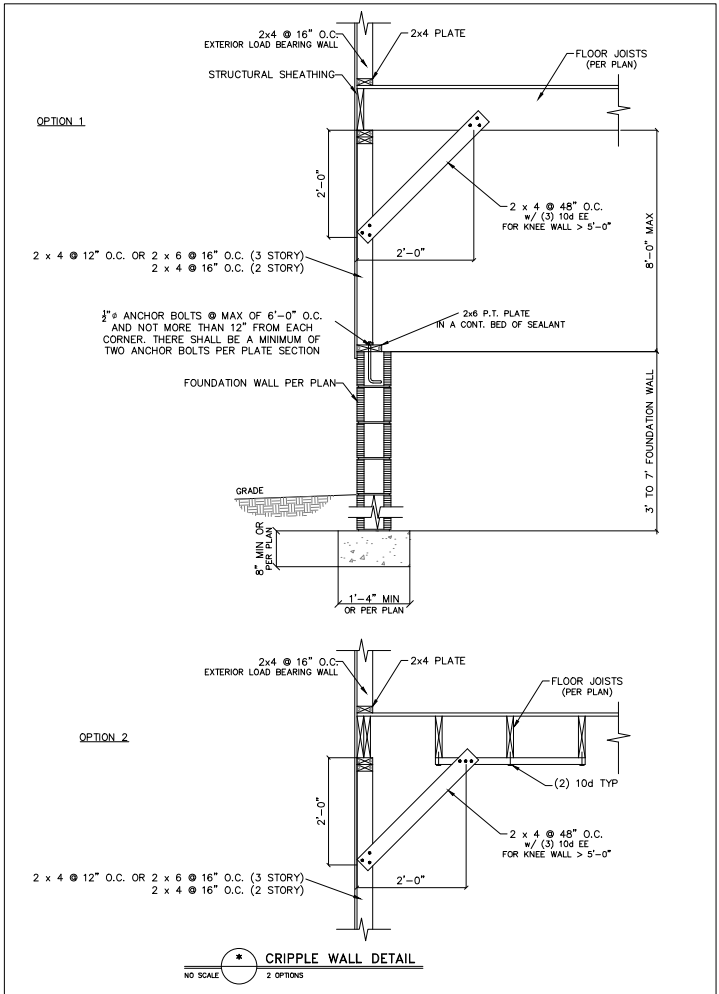 2x4 @ 16" O.C.
EXTERIOR LOAD BEARING WALL
2x4 PLATE
FLOOR JOISTS
(PER PLAN)
STRUCTURAL SHEATHING
OPTION 1
2'-0"
2 x 4 @ 48" O.C.
w/ (3) 10d EE
FOR KNEE WALL > 5'-0"
8'-0" MAX
2'-0"
2 x 4 @ 12" O.C. OR 2 x 6 @ 16" O.C. (3 STORY)
2 x 4 @ 16" O.C. (2 STORY)
½"ø ANCHOR BOLTS @ MAX OF 6'-0" O.C.
AND NOT MORE THAN 12" FROM EACH
CORNER. THERE SHALL BE A MINIMUM OF
TWO ANCHOR BOLTS PER PLATE SECTION
2x6 P.T. PLATE
IN A CONT. BED OF SEALANT
FOUNDATION WALL PER PLAN
3' TO 7' FOUNDATION WALL
GRADE
8" MIN OR
PER PLAN
1'-4" MIN
OR PER PLAN
2x4 @ 16" O.C.
EXTERIOR LOAD BEARING WALL
2x4 PLATE
FLOOR JOISTS
(PER PLAN)
OPTION 2
(2) 10d TYP
2'-0"
2 x 4 @ 48" O.C.
w/ (3) 10d EE
FOR KNEE WALL > 5'-0"
2'-0"
2 x 4 @ 12" O.C. OR 2 x 6 @ 16" O.C. (3 STORY)
2 x 4 @ 16" O.C. (2 STORY)
* CRIPPLE WALL DETAIL
NO SCALE 2 OPTIONS